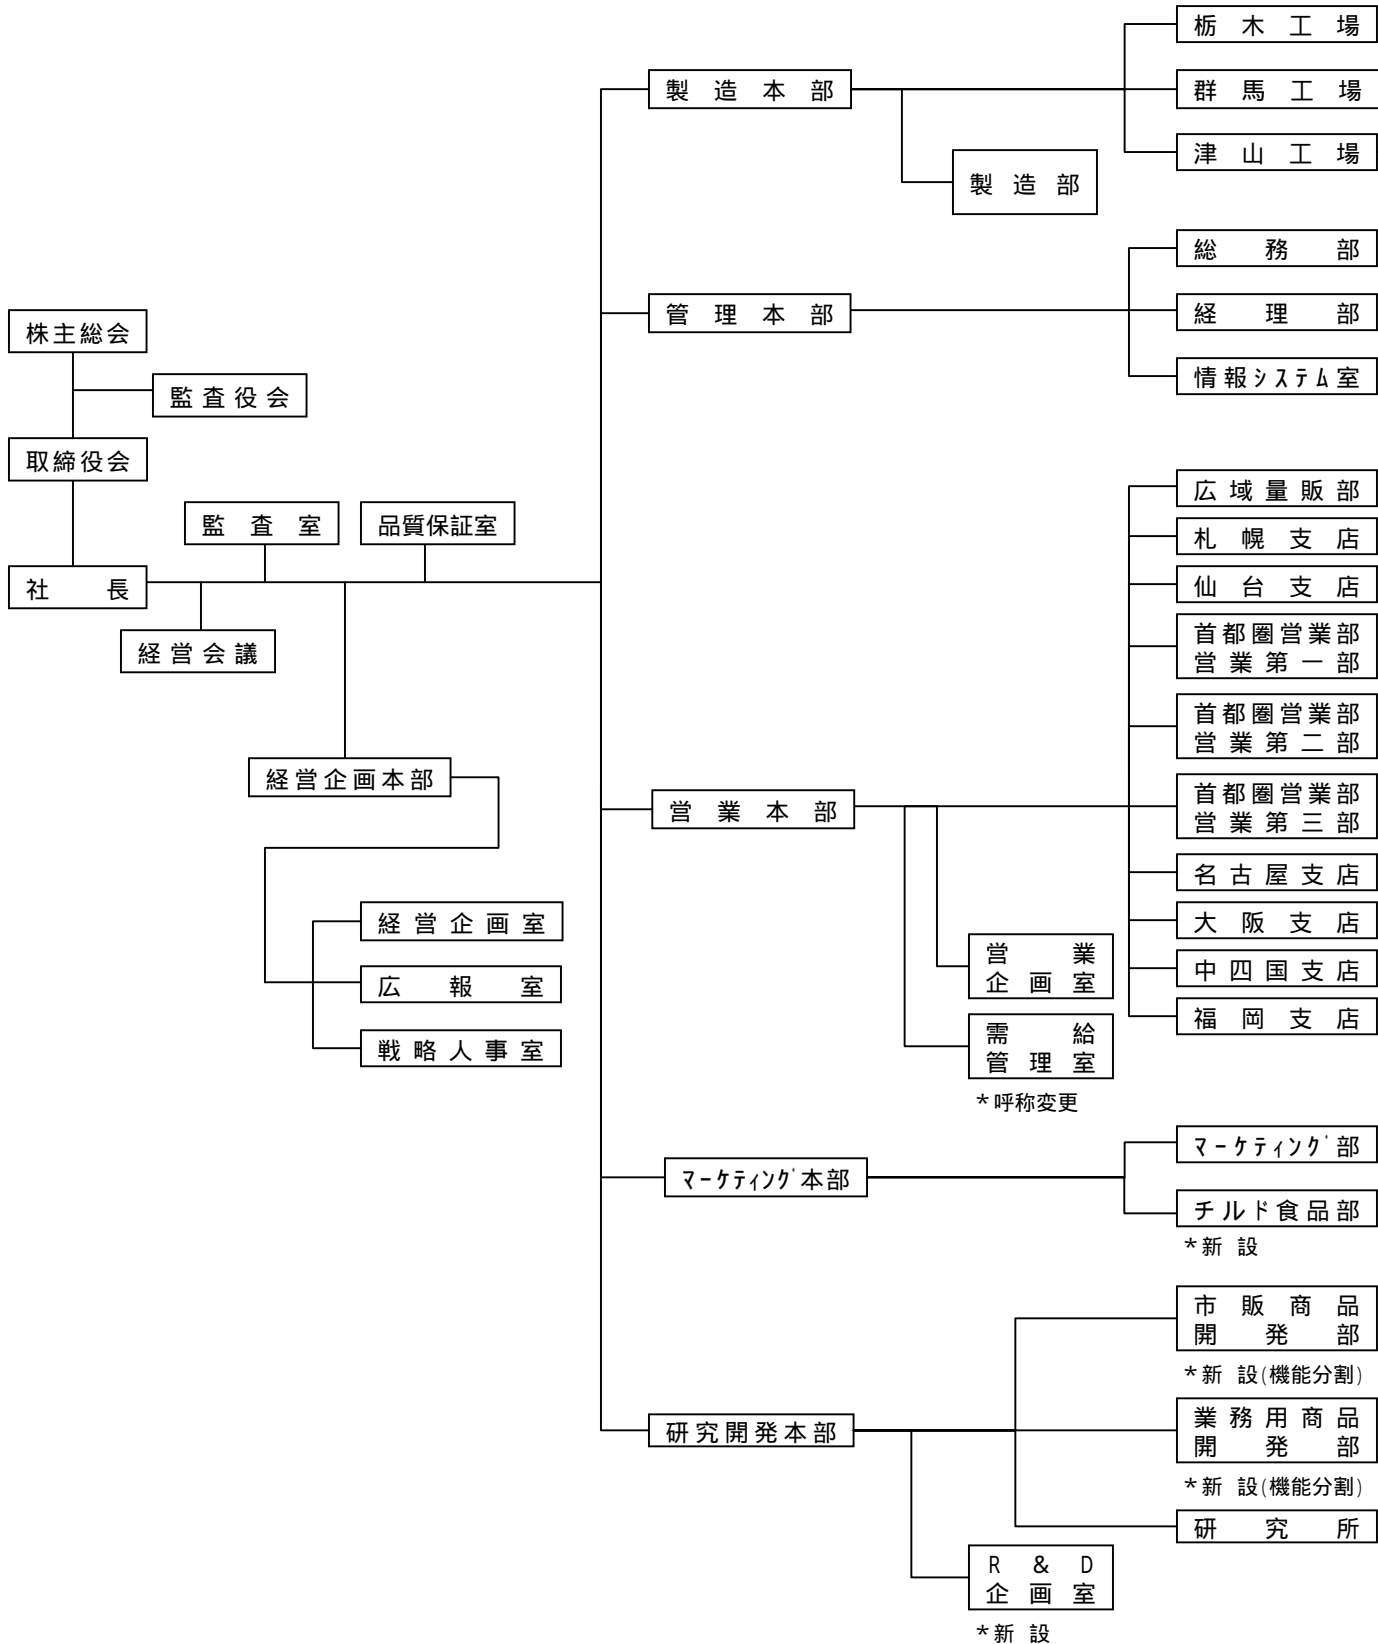 株主総会
監査役会
取締役会
社長
監査室
品質保証室
経営会議
経営企画本部
経営企画室
広報室
戦略人事室
製造本部
製造部
栃木工場
群馬工場
津山工場
管理本部
総務部
経理部
情報ｼｽﾃﾑ室
営業本部
営業
企画室
需給
管理室
*呼称変更
広域量販部
札幌支店
仙台支店
首都圏営業部
営業第一部
首都圏営業部
営業第二部
首都圏営業部
営業第三部
名古屋支店
大阪支店
中四国支店
福岡支店
ﾏｰｹﾃｨﾝｸﾞ本部
ﾏｰｹﾃｨﾝｸﾞ部
チルド食品部
*新 設
研究開発本部
R&D
企画室
*新 設
市販商品
開発部
*新 設(機能分割)
業務用商品
開発部
*新 設(機能分割)
研究所